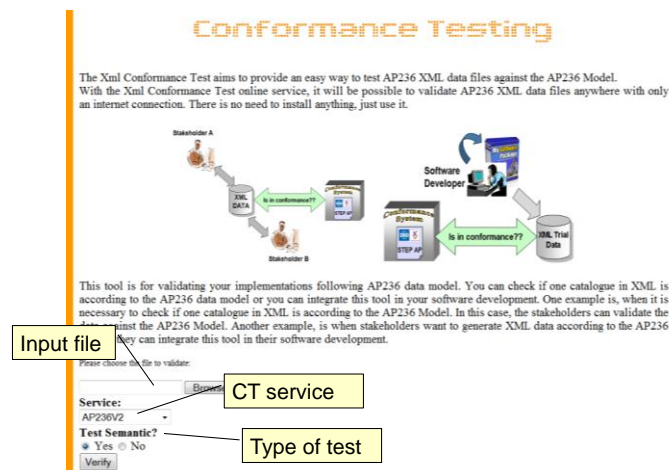 Conformance Testing
The Xml Conformance Test aims to provide an easy way to test AP236 XML data files against the AP236 Model.
With the Xml Conformance Test online service, it will be possible to validate AP236 XML data files anywhere with only
an internet connection. There is no need to install anything, just use it.
Stakeholder A
XML
DATA
Is in conformance??
Conformance
System
STEP AP
Stakeholder B
Software
Developer
Conformance
System
STEP AP
Is in conformance??
XML Trial
Data
This tool is for validating your implementations following AP236 data model. You can check if one catalogue in XML is
according to the AP236 data model or you can integrate this tool in your software development. One example is, when it is
necessary to check if one catalogue in XML is according to the AP236 Model. In this case, the stakeholders can validate the
against the AP236 Model. Another example, is when stakeholders want to generate XML data according to the AP236
they can integrate this tool in their software development.
Input file
Please choose the file to validate:
CT service
Service:
AP236V2
Test Semantic?
Yes No
Type of test
Verify